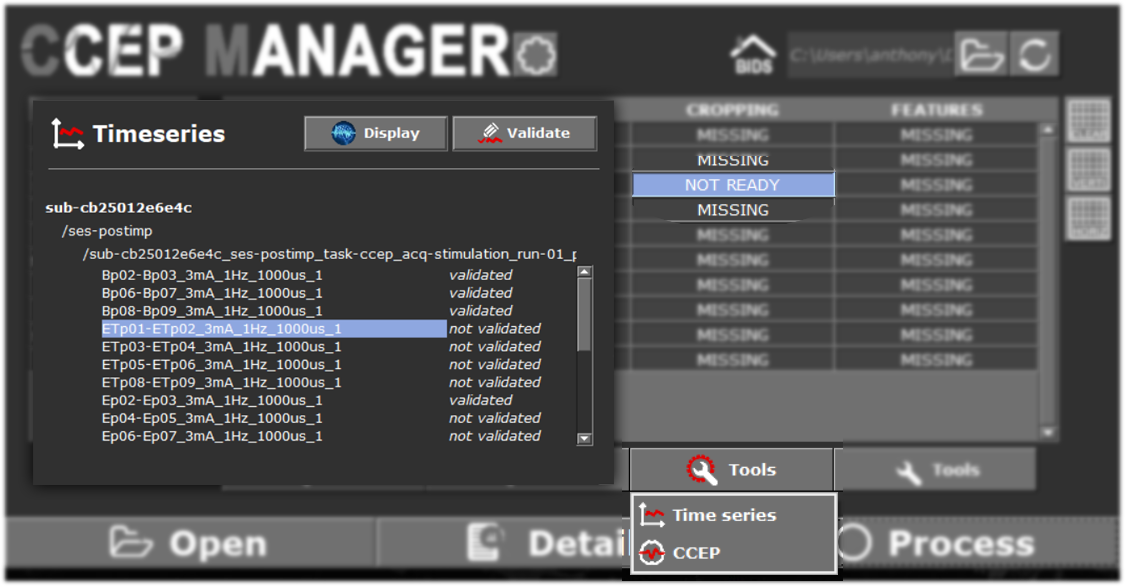 CCEP MANAGER
BIDS
C:\Users\anthony\
CROPPING FEATURES
MISSING MISSING
MISSING MISSING
NOT READY MISSING
MISSING MISSING
MISSING MISSING
MISSING MISSING
MISSING MISSING
MISSING MISSING
MISSING MISSING
MISSING MISSING
Timeseries Display Validate
sub-cb25012e6e4c
/ses-postimp
/sub-cb25012e6e4c_ses-postimp_task-ccep_acq-stimulation_run-01_p
Bp02-Bp03_3mA_1Hz_1000us_1 validated
Bp06-Bp07_3mA_1Hz_1000us_1 validated
Bp08-Bp09_3mA_1Hz_1000us_1 validated
ETp01-ETp02_3mA_1Hz_1000us_1 not validated
ETp03-ETp04_3mA_1Hz_1000us_1 not validated
ETp05-ETp06_3mA_1Hz_1000us_1 not validated
ETp08-ETp09_3mA_1Hz_1000us_1 not validated
Ep02-Ep03_3mA_1Hz_1000us_1 validated
Ep04-Ep05_3mA_1Hz_1000us_1 not validated
Ep06-Ep07_3mA_1Hz_1000us_1 not validated
Tools Tools
Time series
CCEP
Open Detai Process